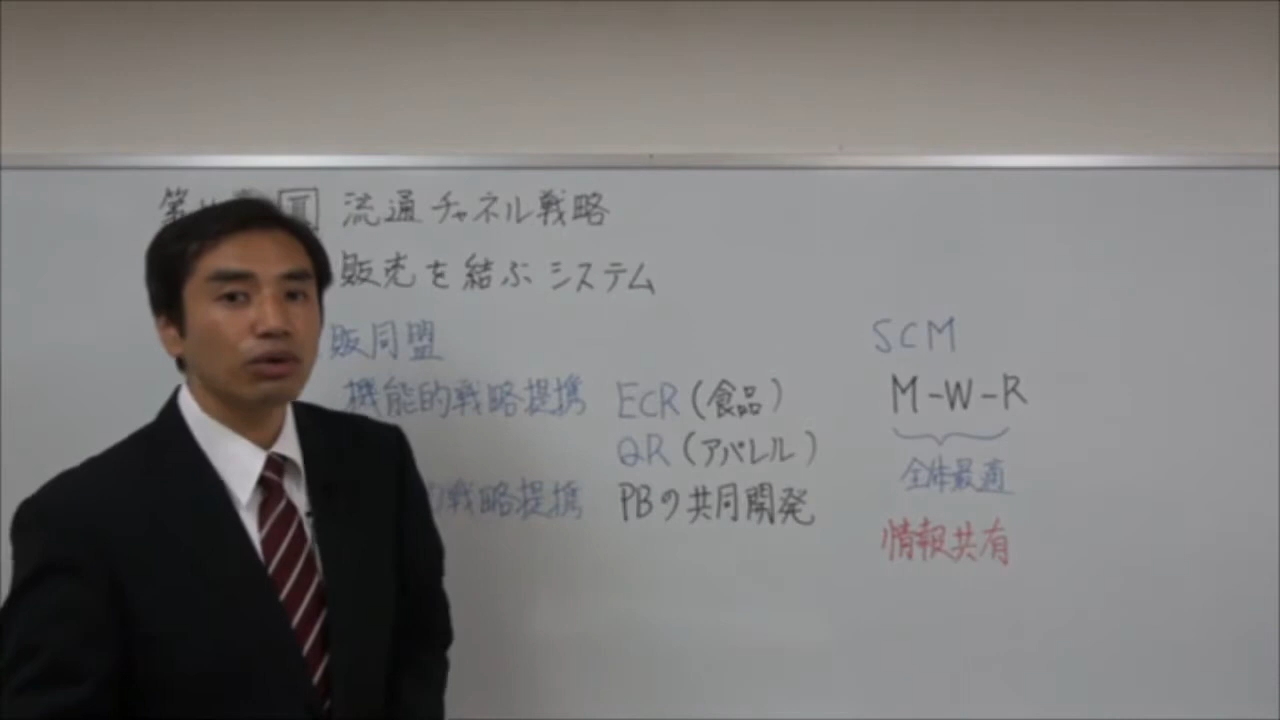 第 Ⅲ 流通チャネル戦略
販売を結ぶシステム
販同盟
SCM
機能的戦略提携 ECR (食品)
M-W-R
QR (アパレル)
全体最適
的戦略提携 PBの共同開発
情報共有